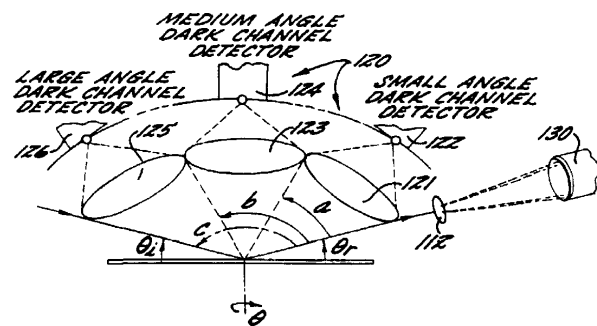 MEDIUM ANGLE
DARK CHANNEL
DETECTOR
120
LARGE ANGLE
DARK CHANNEL
DETECTOR
124
SMALL ANGLE
DARK CHANNEL
DETECTOR
126
125
123
122
121
130
b
a
c
112
θi
θr
θ